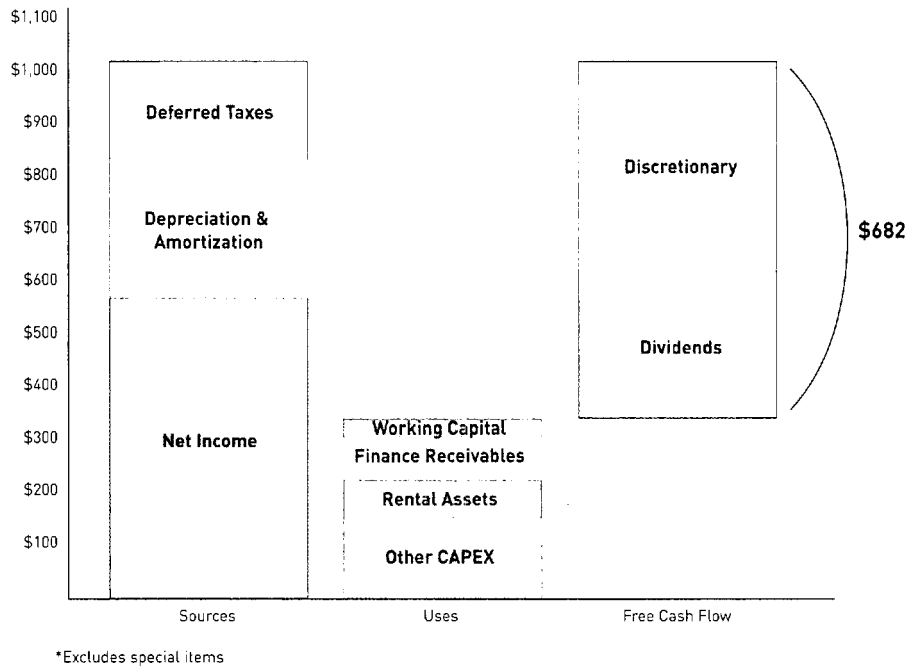 $1,100
$1,000
$900
$800
$700
$600
$500
$400
$300
$200
$100
Deferred Taxes
Depreciation &
Amortization
Net Income
Working Capital
Finance Receivables
Rental Assets
Other CAPEX
Discretionary
Dividends
$682
Sources
Uses
Free Cash Flow
*Excludes special items